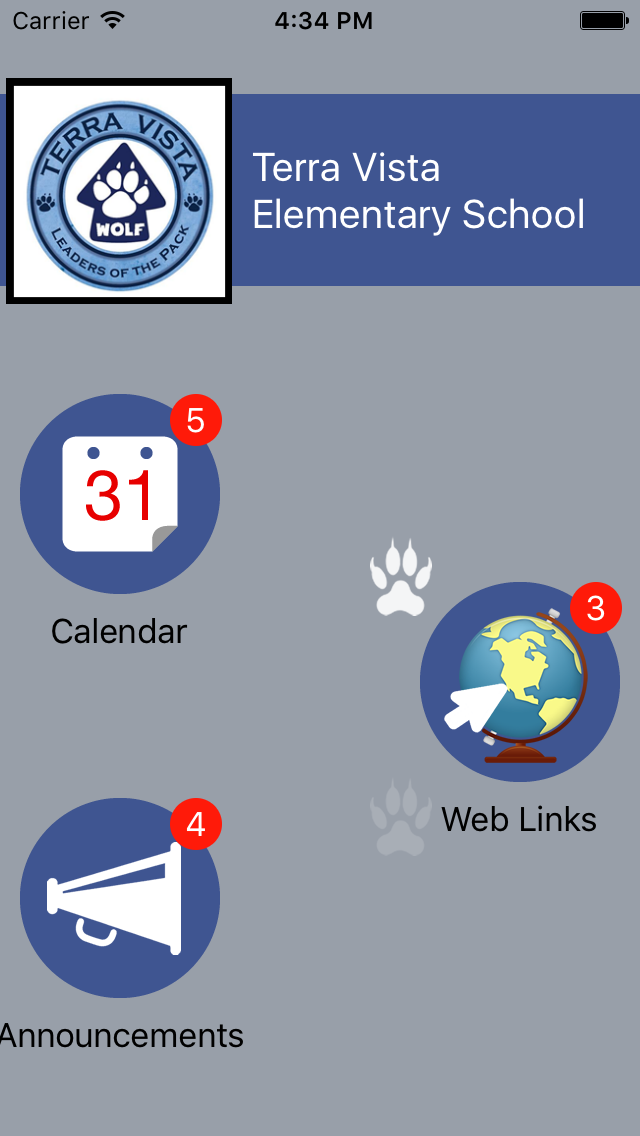 Carrier 4:34 PM
TERRA VISTA
WOLF
LEADERS OF THE PACK
Terra Vista
Elementary School
5
31
Calendar
3
Web Links
4
Announcements